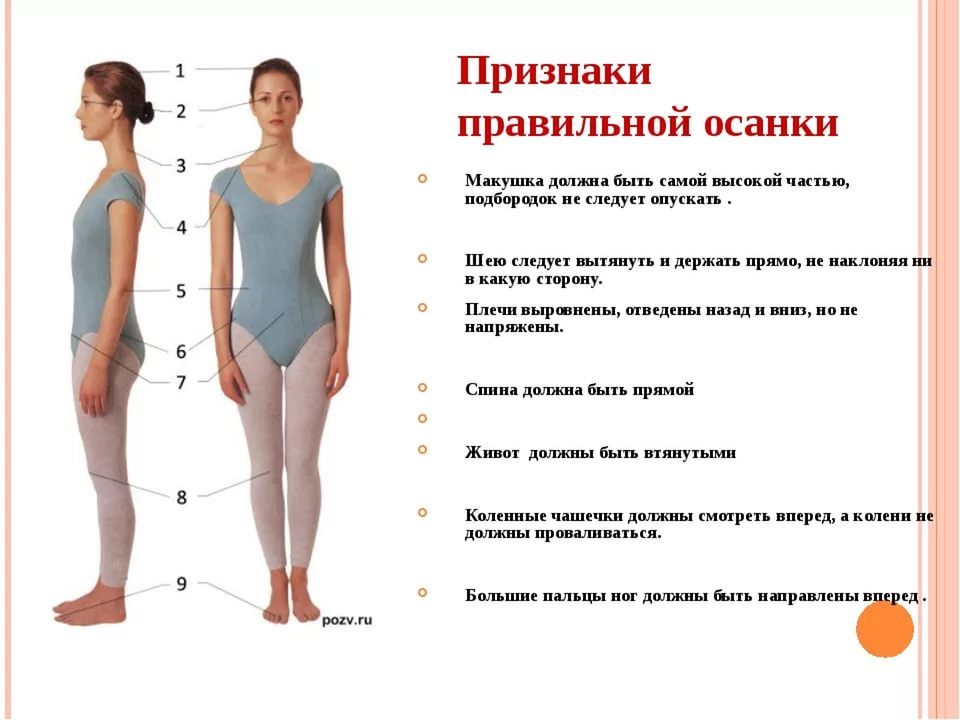 Признаки
правильной осанки
1
2
3
4
5
6
7
8
9
pozv.ru
Макушка должна быть самой высокой частью,
подбородок не следует опускать .
Шею следует вытянуть и держать прямо, не наклоняя ни
в какую сторону.
Плечи выровнены, отведены назад и вниз, но не
напряжены.
Спина должна быть прямой
Живот должны быть втянутыми
Коленные чашечки должны смотреть вперед, а колени не
должны проваливаться.
Большие пальцы ног должны быть направлены вперед .